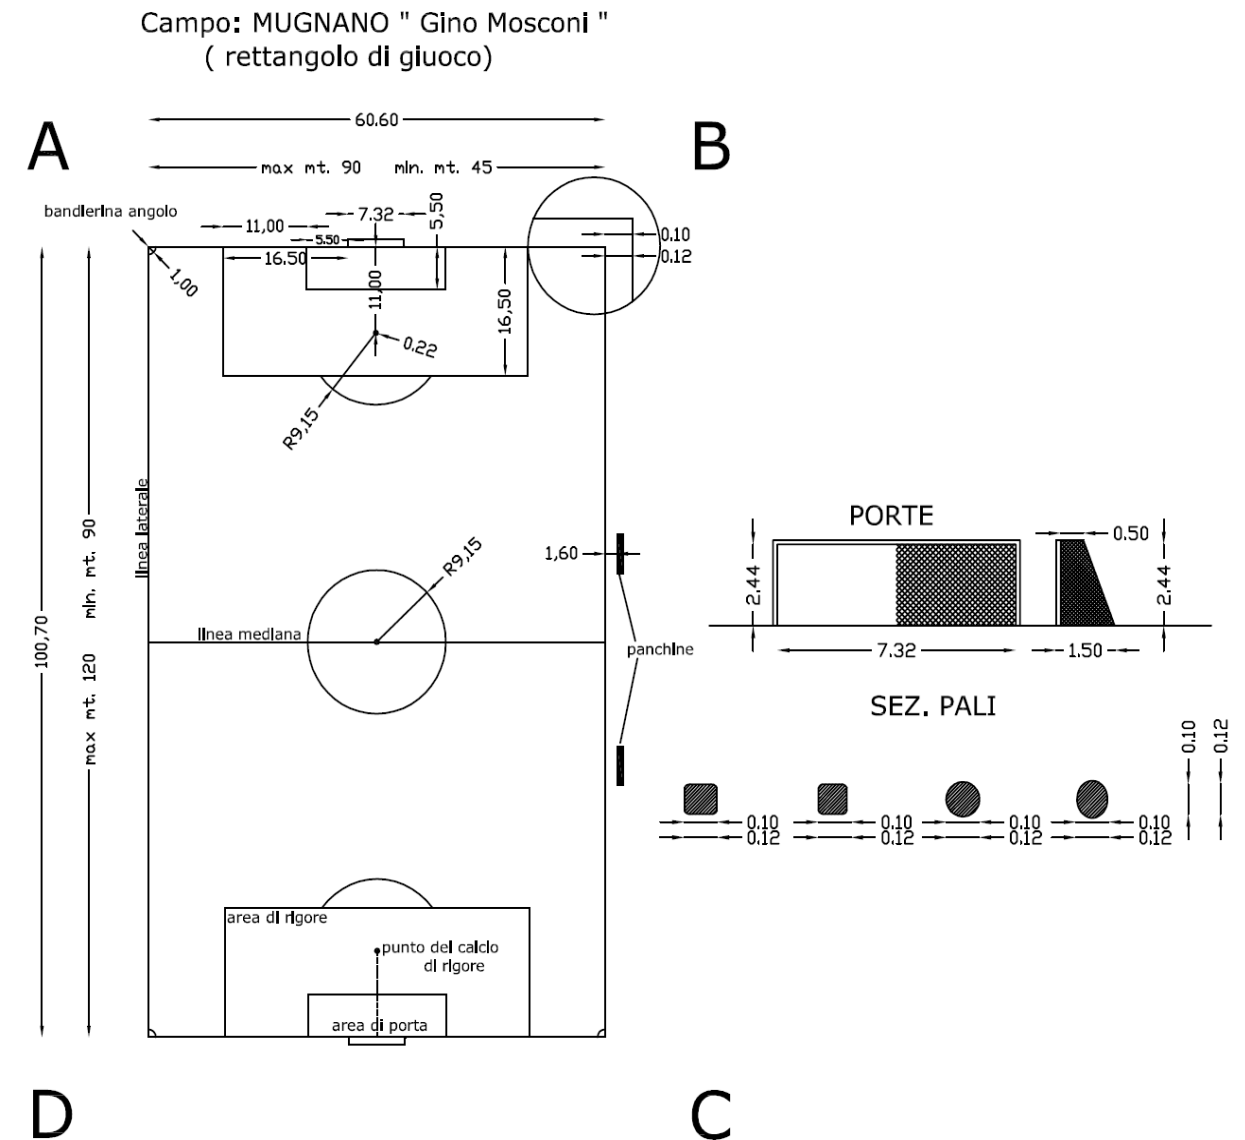 Campo: MUGNANO " Gino Mosconi "
( rettangolo di giuoco)
A
B
60.60
max mt. 90 min. mt. 45
bandierina angolo
11,00
7.32
5,50
5.50
16.50
1,00
11,00
16,50
0.22
R9,15
0.10
0.12
linea laterale
1,60
R9,15
linea mediana
panchine
100,70
max mt. 120 min. mt. 90
area di rigore
punto del calcio
di rigore
area di porta
PORTE
2.44
7.32
0.50
2.44
1.50
SEZ. PALI
0.10
0.12
0.10 0.10 0.10 0.10
0.12 0.12 0.12 0.12
D
C